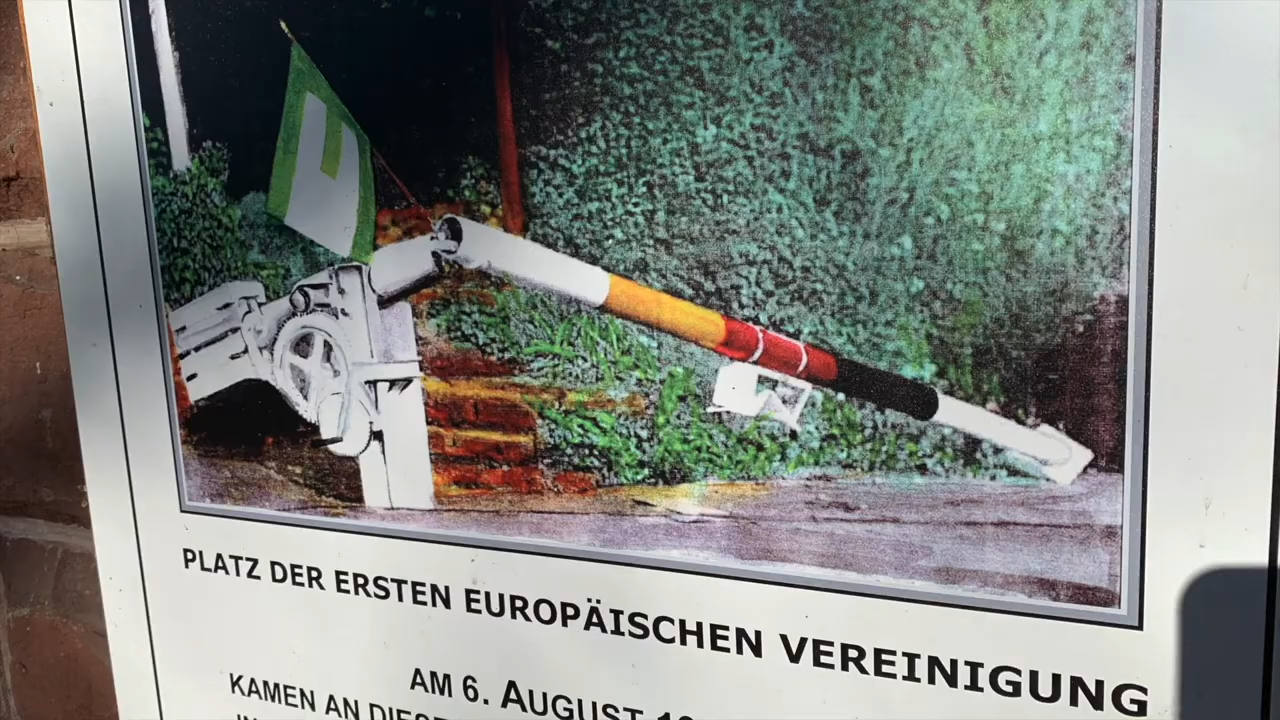 E
PLATZ DER ERSTEN EUROPÄISCHEN VEREINIGUNG
AM 6. AUGUST
KAMEN AN